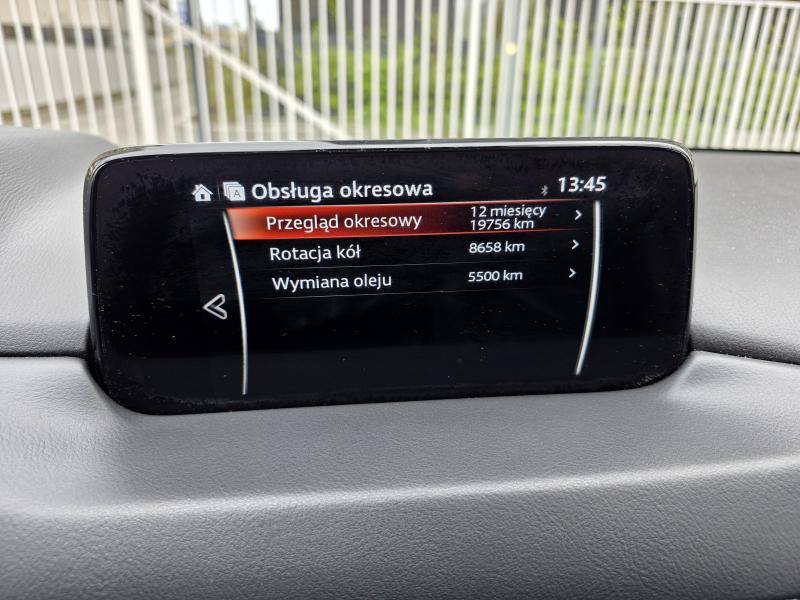 A Obsługa okresowa 13:45
Przegląd okresowy 12 miesięcy
19756 km
Rotacja kół 8658 km
Wymiana oleju 5500 km